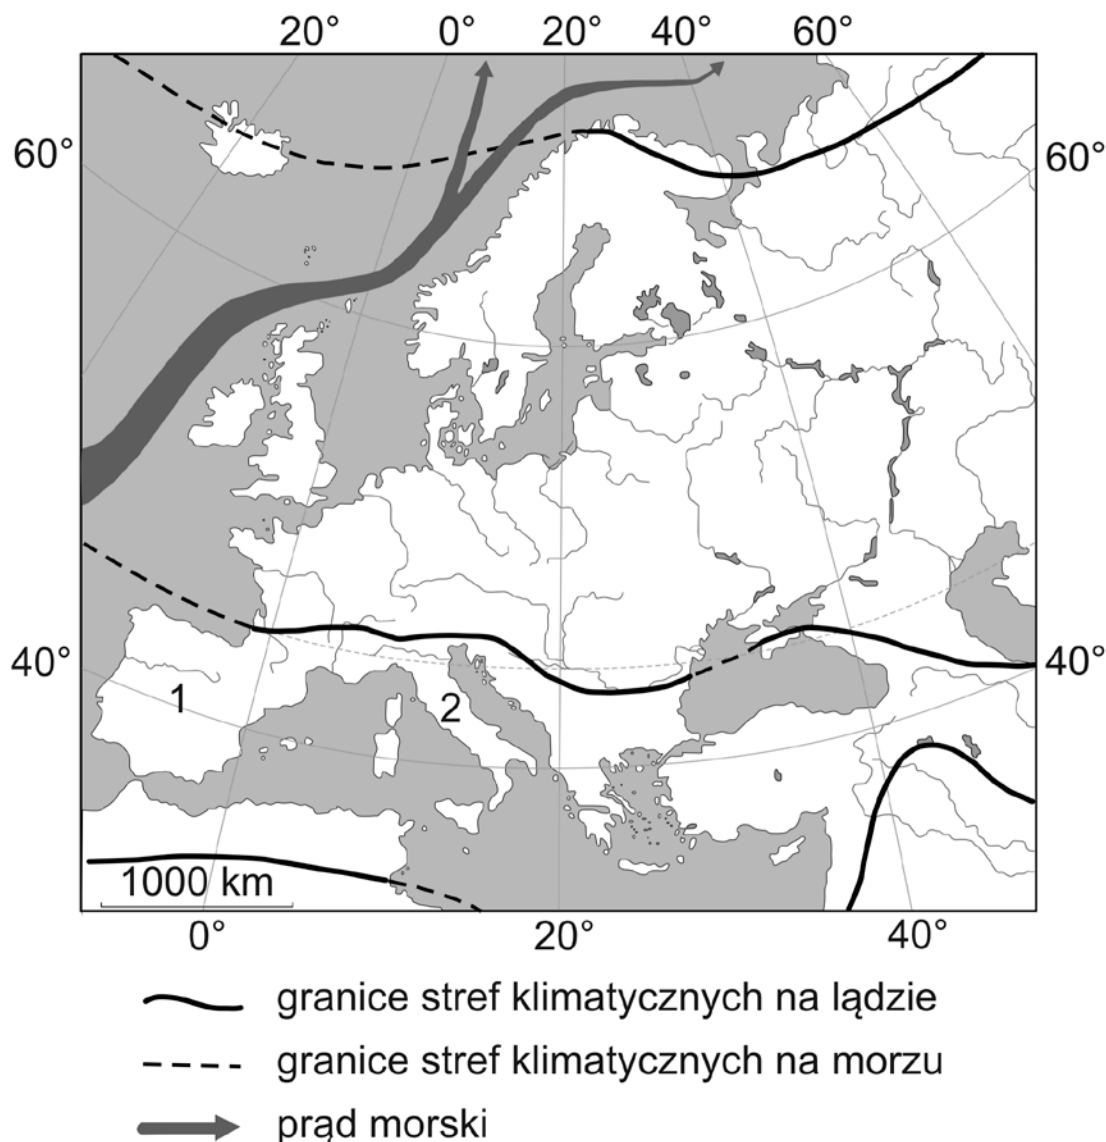 20° 0° 20° 40° 60°
60° 60°
40° 40°
1
2
1000 km
0° 20° 40°
granice stref klimatycznych na lądzie
granice stref klimatycznych na morzu
prąd morski